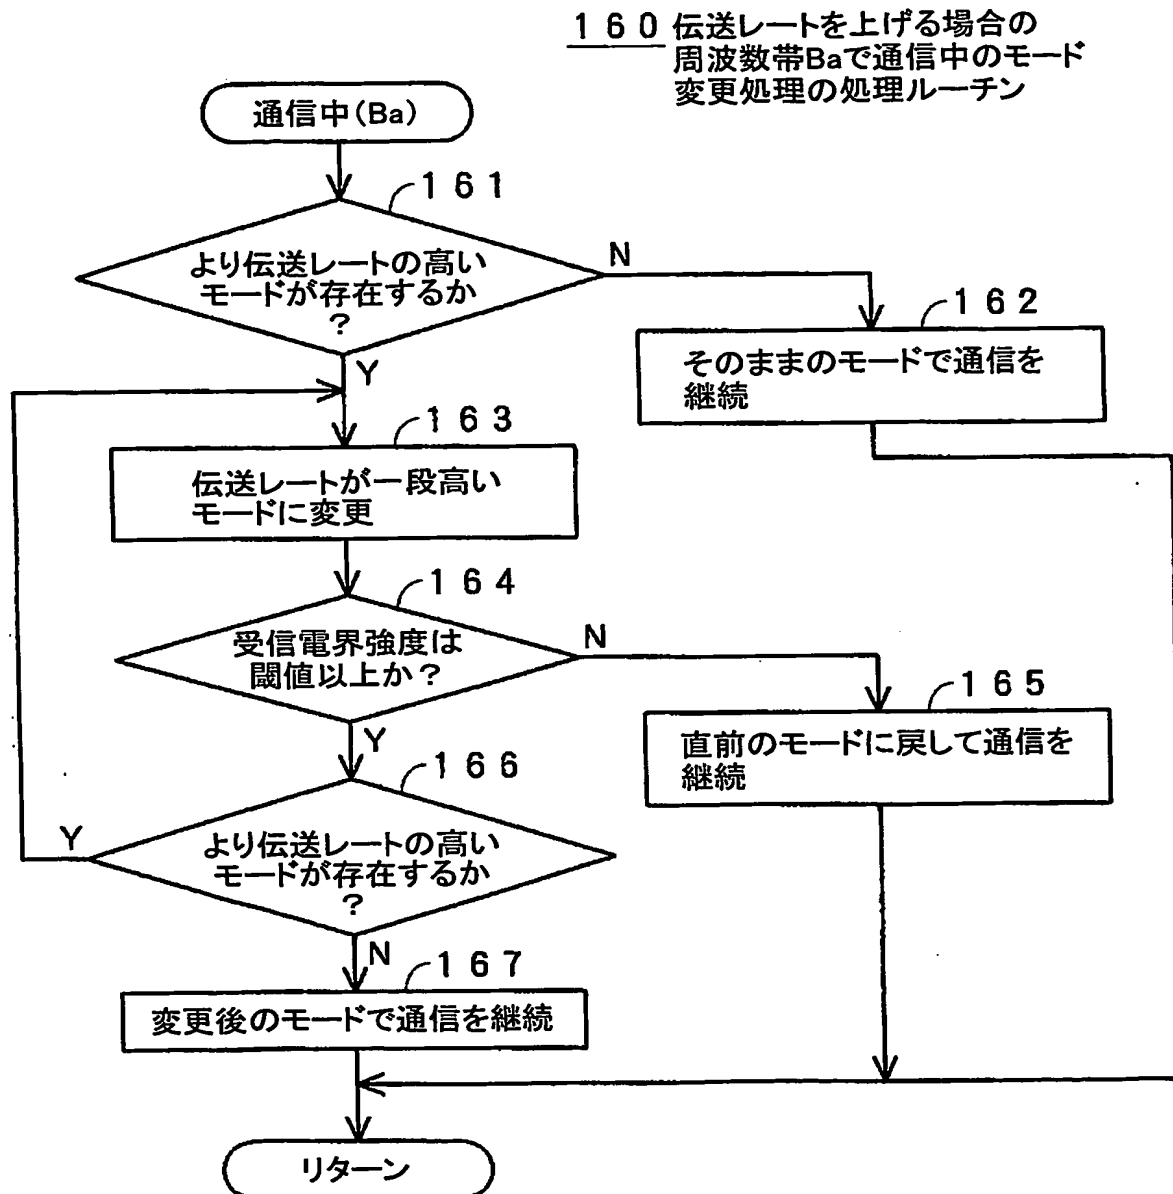 160 伝送レートを上げる場合の
周波数帯Baで通信中のモード
変更処理の処理ルーチン
通信中(Ba)
161
より伝送レートの高い
モードが存在するか
?
N
162
そのままのモードで通信を
継続
Y
163
伝送レートが一段高い
モードに変更
164
受信電界強度は
閾値以上か?
N
165
直前のモードに戻して通信を
継続
Y
166
より伝送レートの高い
モードが存在するか
?
Y
N
167
変更後のモードで通信を継続
リターン